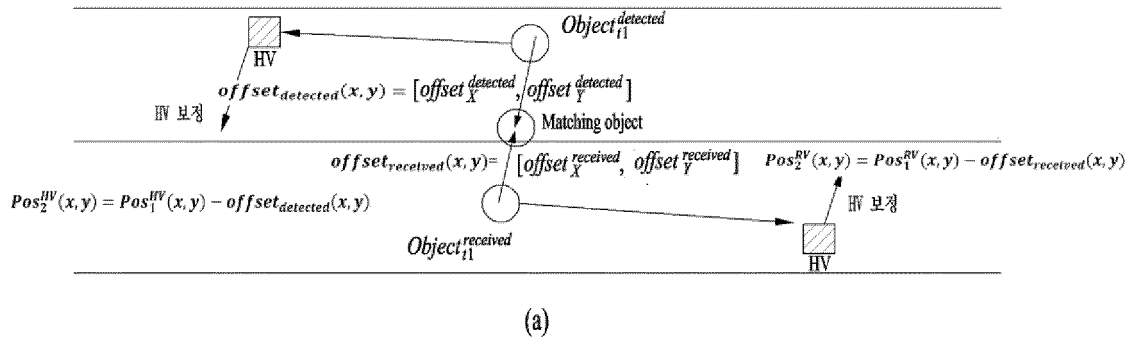 Object_{t1}^{detected}
HV
offset_{detected}(x, y) = [offset_X^{detected}, offset_Y^{detected}]
HV 보정
Matching object
offset_{received}(x, y)= [offset_X^{received}, offset_Y^{received}]
Pos_2^{RV}(x, y) = Pos_1^{RV}(x, y) − offset_{received}(x, y)
Pos_2^{HV}(x, y) = Pos_1^{HV}(x, y) − offset_{detected}(x, y)
HV 보정
Object_{t1}^{received}
HV
(a)